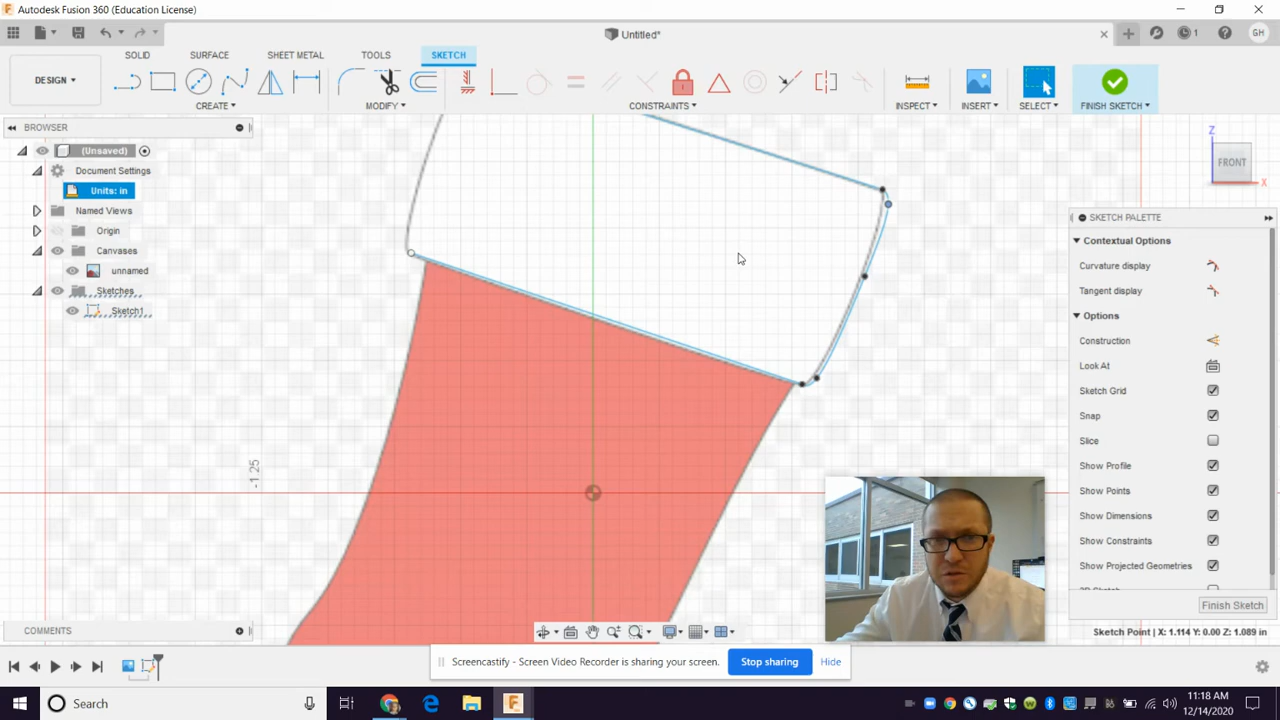 Autodesk Fusion 360 (Education License)
Untitled*
1
GH
DESIGN
SOLID
SURFACE
SHEET METAL
TOOLS
SKETCH
CREATE
MODIFY
CONSTRAINTS
INSPECT
INSERT
SELECT
FINISH SKETCH
BROWSER
(Unsaved)
Document Settings
Units: in
Named Views
Origin
Canvases
unnamed
Sketches
Sketch1
Z
FRONT
X
-1.25
SKETCH PALETTE
Contextual Options
Curvature display
Tangent display
Options
Construction
Look At
Sketch Grid
Snap
Slice
Show Profile
Show Points
Show Dimensions
Show Constraints
Show Projected Geometries
Finish Sketch
COMMENTS
Sketch Point | X: 1.114 Y: 0.00 Z: 1.089 in
Screencastify - Screen Video Recorder is sharing your screen.
Stop sharing
Hide
Search
11:18 AM
12/14/2020